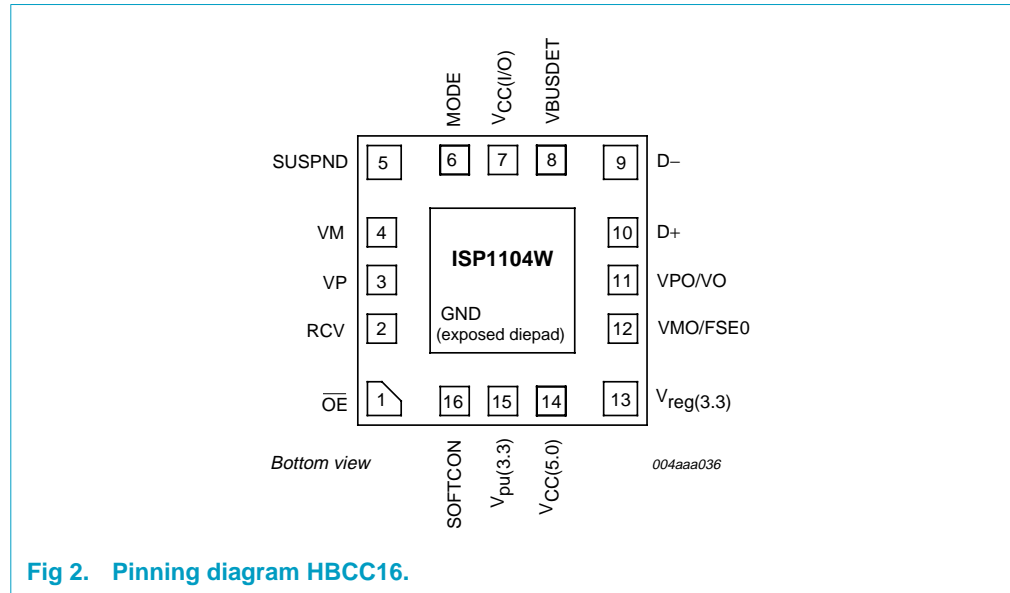 MODE
VCC(I/O)
VBUSDET
SUSPND 5 6 7 8 9 D−
VM 4 10 D+
ISP1104W
VP 3 11 VPO/VO
GND
RCV 2 (exposed diepad) 12 VMO/FSE0
OE 1 16 15 14 13 Vreg(3.3)
Bottom view
SOFTCON
Vpu(3.3)
VCC(5.0)
004aaa036
Fig 2. Pinning diagram HBCC16.